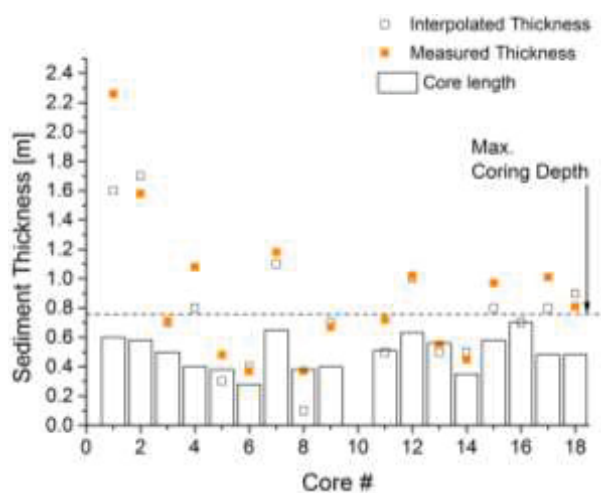 Interpolated Thickness
Measured Thickness
Core length
Max.
Coring Depth
Sediment Thickness [m]
2.4
2.2
2.0
1.8
1.6
1.4
1.2
1.0
0.8
0.6
0.4
0.2
0.0
0 2 4 6 8 10 12 14 16 18
Core #